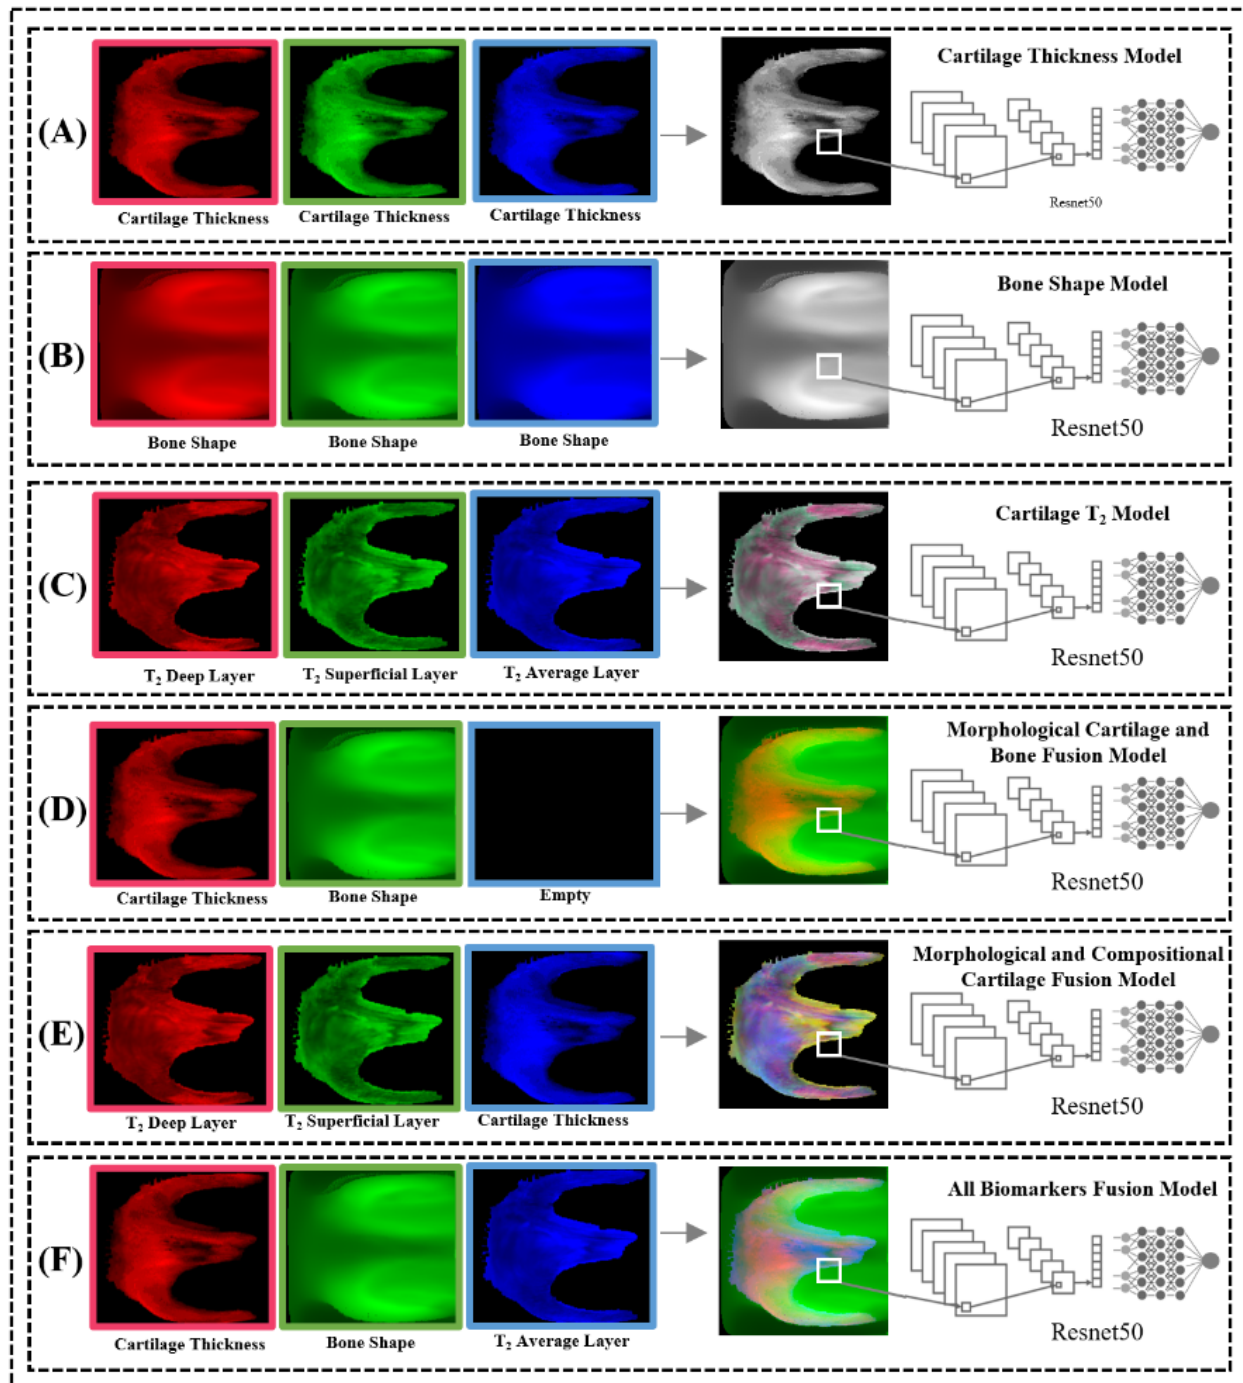 (A)
Cartilage Thickness
Cartilage Thickness
Cartilage Thickness
Cartilage Thickness Model
Resnet50
(B)
Bone Shape
Bone Shape
Bone Shape
Bone Shape Model
Resnet50
(C)
T₂ Deep Layer
T₂ Superficial Layer
T₂ Average Layer
Cartilage T₂ Model
Resnet50
(D)
Cartilage Thickness
Bone Shape
Empty
Morphological Cartilage and
Bone Fusion Model
Resnet50
(E)
T₂ Deep Layer
T₂ Superficial Layer
Cartilage Thickness
Morphological and Compositional
Cartilage Fusion Model
Resnet50
(F)
Cartilage Thickness
Bone Shape
T₂ Average Layer
All Biomarkers Fusion Model
Resnet50